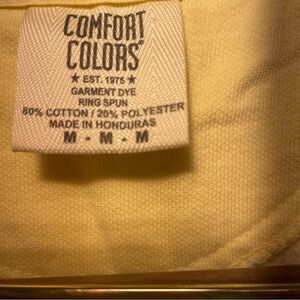 COMFORT
COLORS®
★ EST. 1975 ★
GARMENT DYE
RING SPUN
80% COTTON / 20% POLYESTER
MADE IN HONDURAS
M - M - M